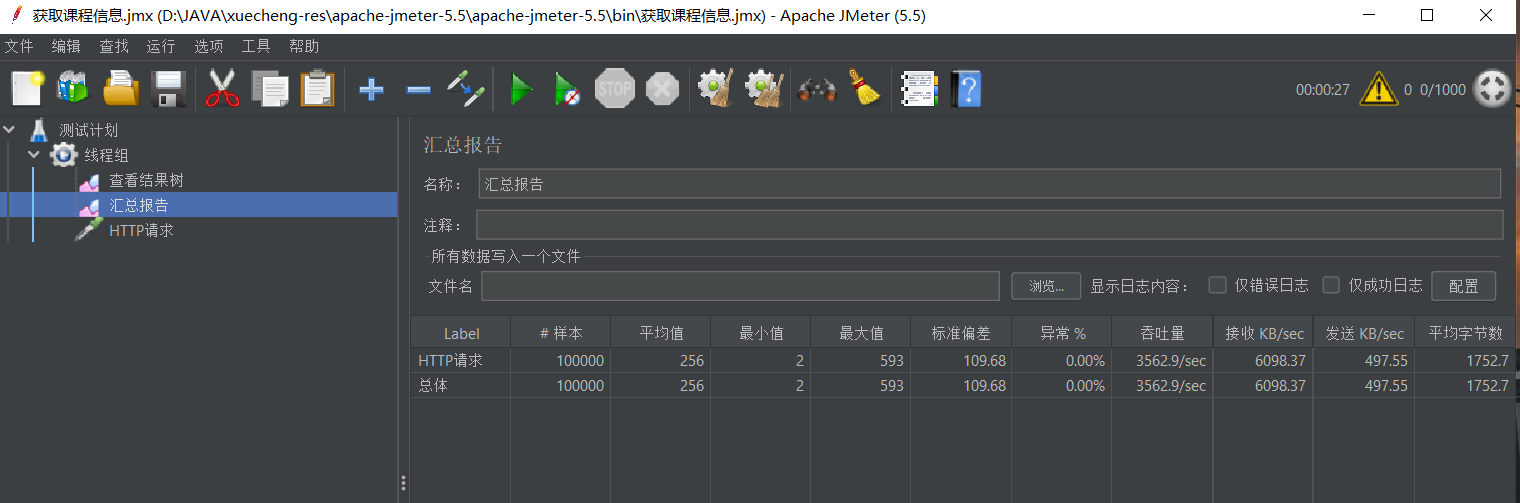 获取课程信息.jmx (D:\JAVA\xuecheng-res\apache-jmeter-5.5\apache-jmeter-5.5\bin\获取课程信息.jmx) - Apache JMeter (5.5)
文件 编辑 查找 运行 选项 工具 帮助
STOP ? 00:00:27 0 0/1000
测试计划
线程组
查看结果树
汇总报告
HTTP请求
汇总报告
名称： 汇总报告
注释：
所有数据写入一个文件
文件名 浏览... 显示日志内容： 仅错误日志 仅成功日志 配置
Label # 样本 平均值 最小值 最大值 标准偏差 异常 % 吞吐量 接收 KB/sec 发送 KB/sec 平均字节数
HTTP请求 100000 256 2 593 109.68 0.00% 3562.9/sec 6098.37 497.55 1752.7
总体 100000 256 2 593 109.68 0.00% 3562.9/sec 6098.37 497.55 1752.7